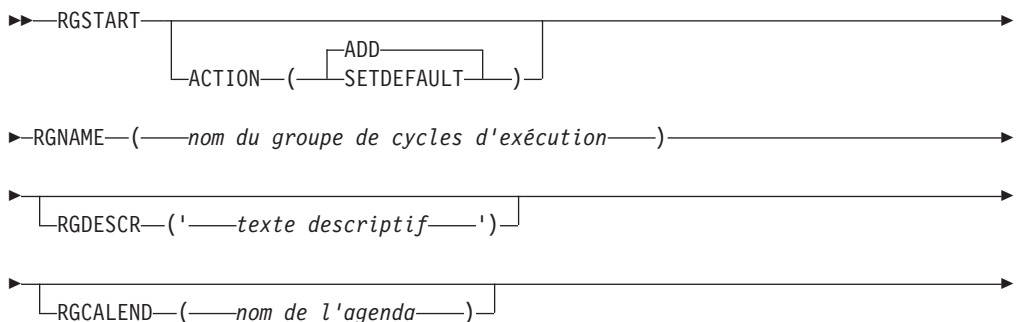 RGSTART
ADD
ACTION ( SETDEFAULT )
RGNAME ( nom du groupe de cycles d'exécution )
RGDESCR (' texte descriptif ')
RGCALEND ( nom de l'agenda )